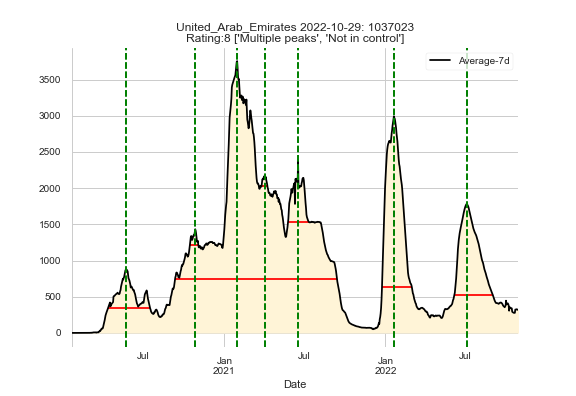 United_Arab_Emirates 2022-10-29: 1037023
Rating:8 ['Multiple peaks', 'Not in control']
Average-7d
3500
3000
2500
2000
1500
1000
500
0
Jul
Jan
2021
Jul
Jan
2022
Jul
Date